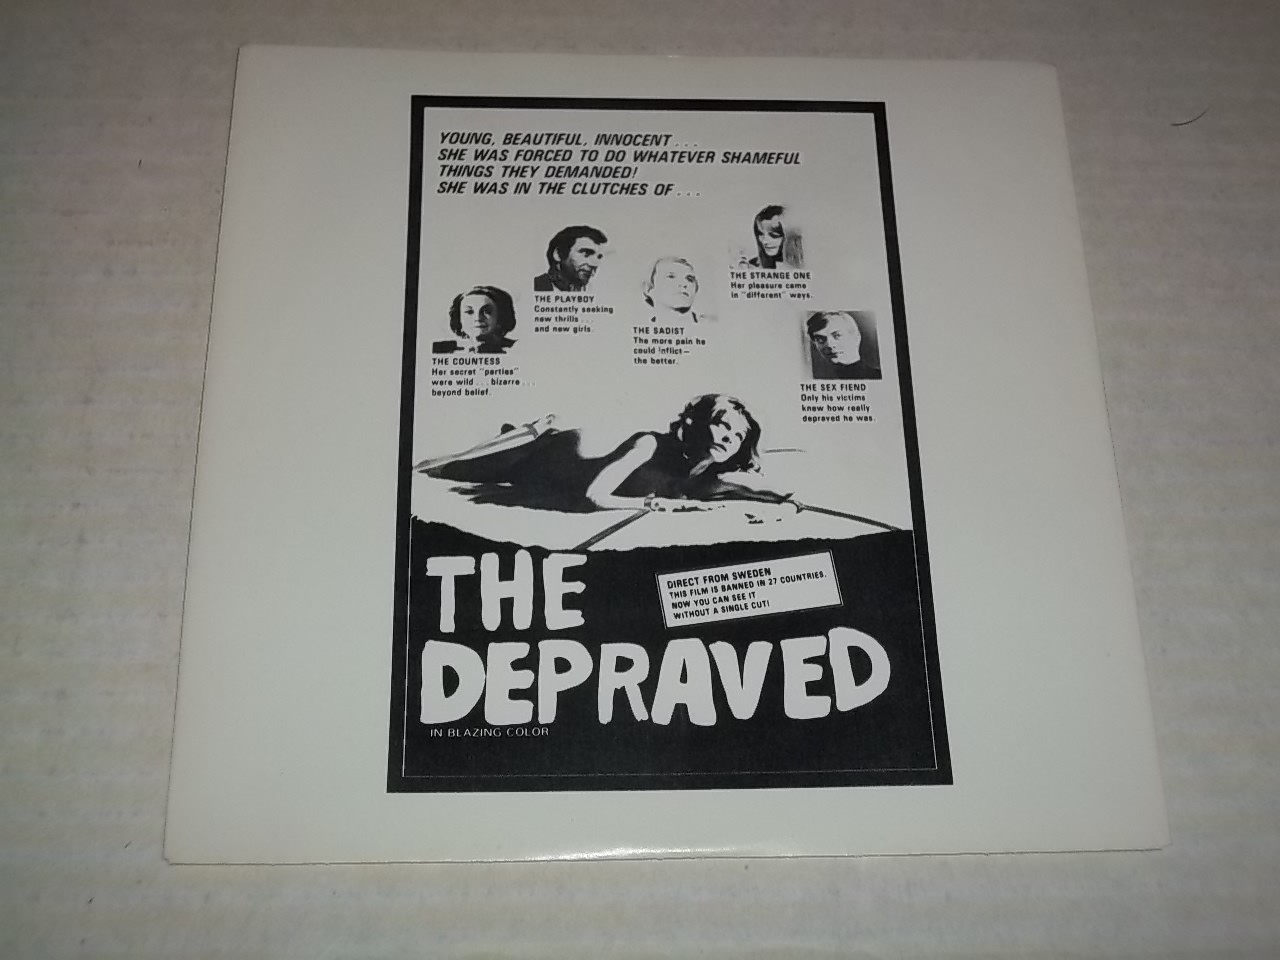 YOUNG, BEAUTIFUL, INNOCENT...
SHE WAS FORCED TO DO WHATEVER SHAMEFUL
THINGS THEY DEMANDED!
SHE WAS IN THE CLUTCHES OF...
THE COUNTESS
Her secret "parties"
were wild...bizarre...
beyond belief.
THE PLAYBOY
Constantly seeking
new thrills...
and new girls.
THE SADIST
The more pain he
could inflict—
the better.
THE STRANGE ONE
Her pleasure came
in "different" ways.
THE SEX FIEND
Only his victims
knew how really
depraved he was.
DIRECT FROM SWEDEN
THIS FILM IS BANNED IN 27 COUNTRIES.
NOW YOU CAN SEE IT
WITHOUT A SINGLE CUT!
THE
DEPRAVED
IN BLAZING COLOR